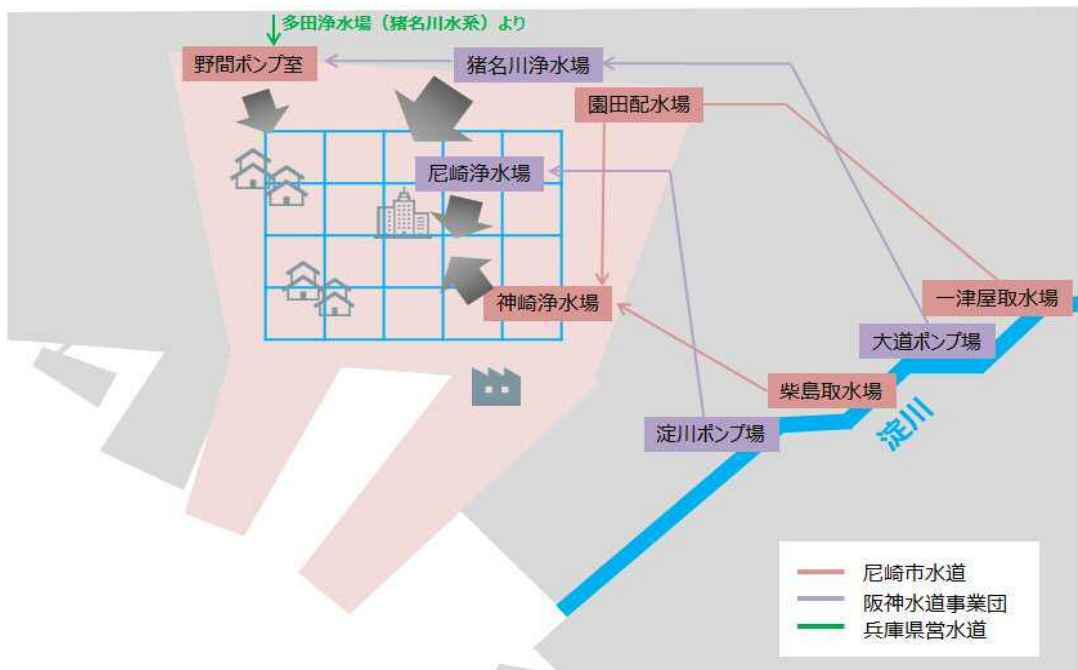 多田浄水場（猪名川水系）より
野間ポンプ室
猪名川浄水場
園田配水場
尼崎浄水場
神崎浄水場
一津屋取水場
大道ポンプ場
柴島取水場
淀川ポンプ場
淀川
尼崎市水道
阪神水道事業団
兵庫県営水道